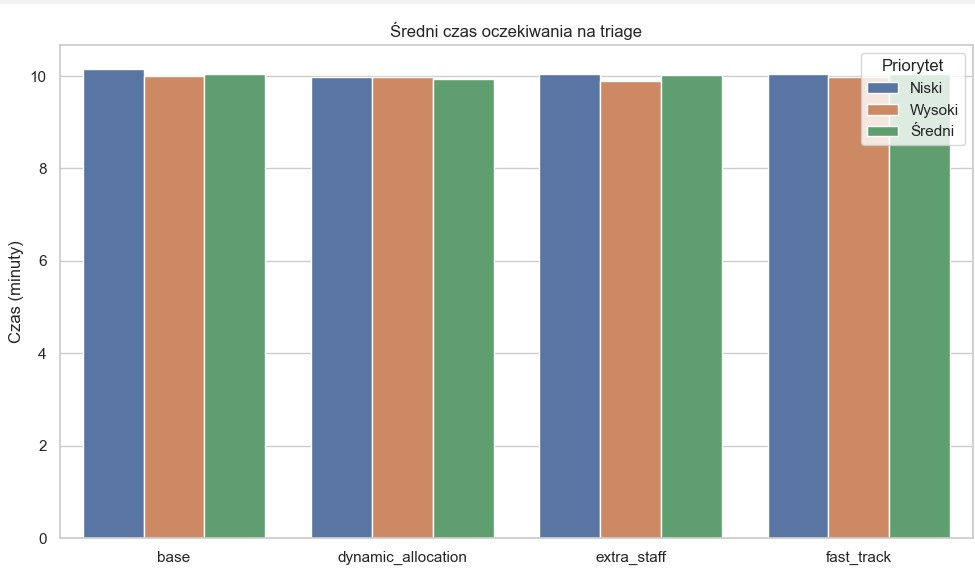 Średni czas oczekiwania na triage
Czas (minuty)
10
8
6
4
2
0
Priorytet
Niski
Wysoki
Średni
base
dynamic_allocation
extra_staff
fast_track